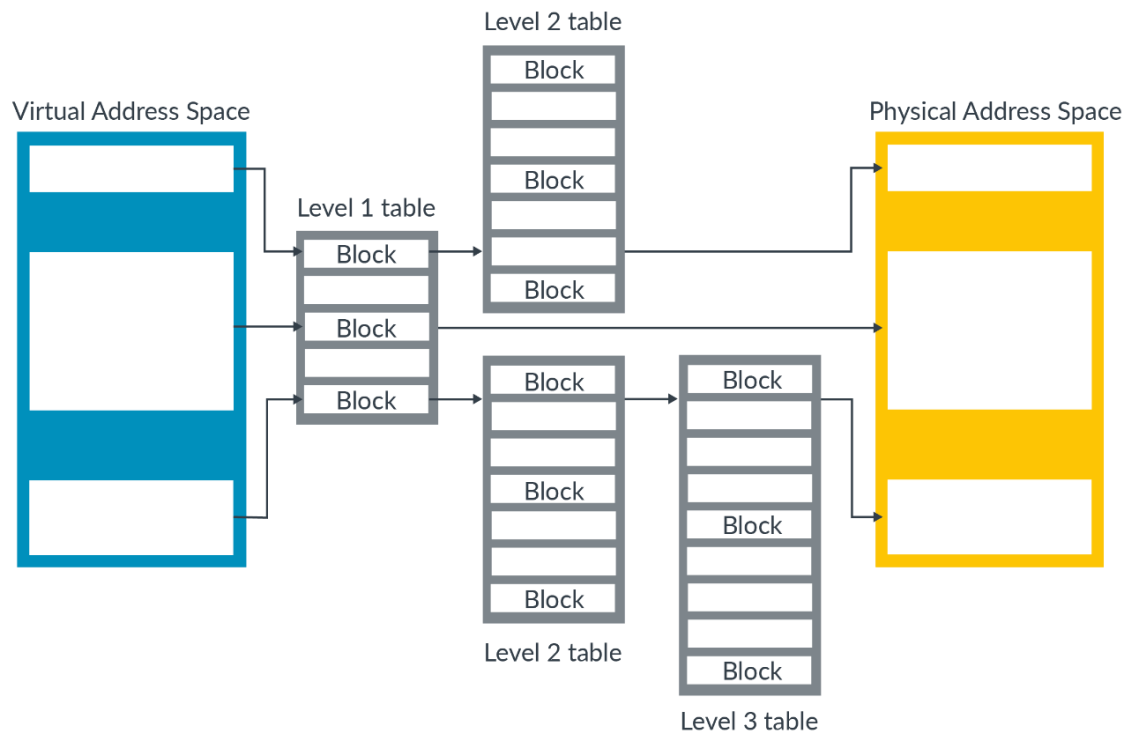 Level 2 table
Block
Block
Block
Virtual Address Space
Physical Address Space
Level 1 table
Block
Block
Block
Block
Block
Block
Level 2 table
Block
Block
Block
Level 3 table